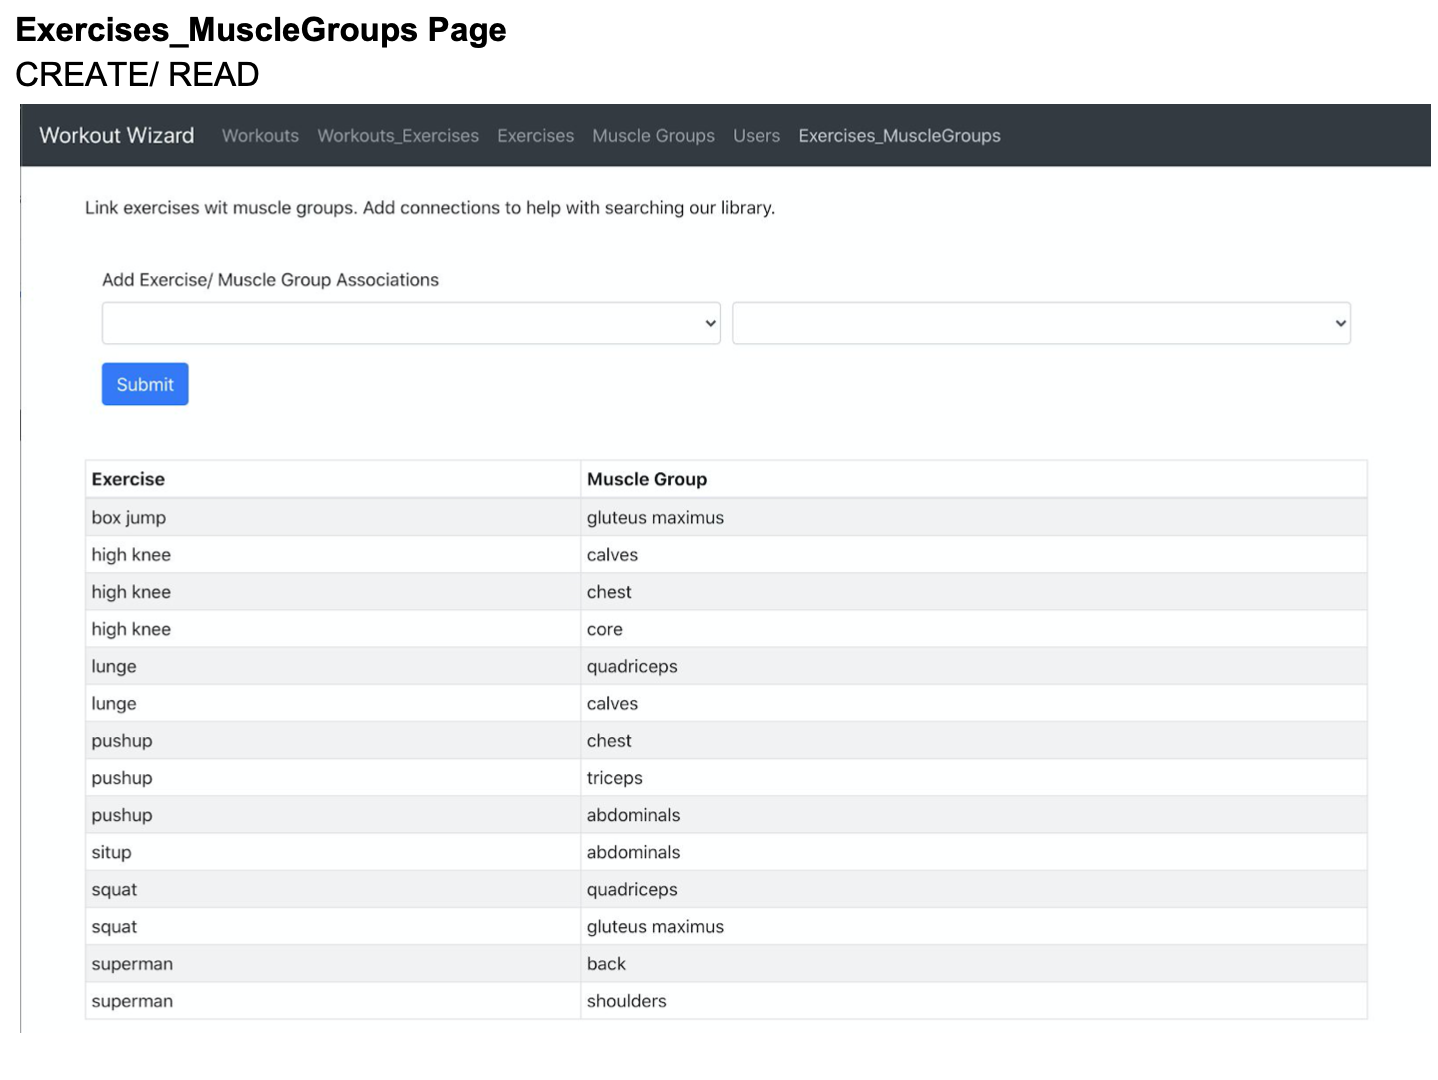 Exercises_MuscleGroups Page
CREATE/ READ
Workout Wizard Workouts Workouts_Exercises Exercises Muscle Groups Users Exercises_MuscleGroups
Link exercises wit muscle groups. Add connections to help with searching our library.
Add Exercise/ Muscle Group Associations
Submit
Exercise Muscle Group
box jump gluteus maximus
high knee calves
high knee chest
high knee core
lunge quadriceps
lunge calves
pushup chest
pushup triceps
pushup abdominals
situp abdominals
squat quadriceps
squat gluteus maximus
superman back
superman shoulders